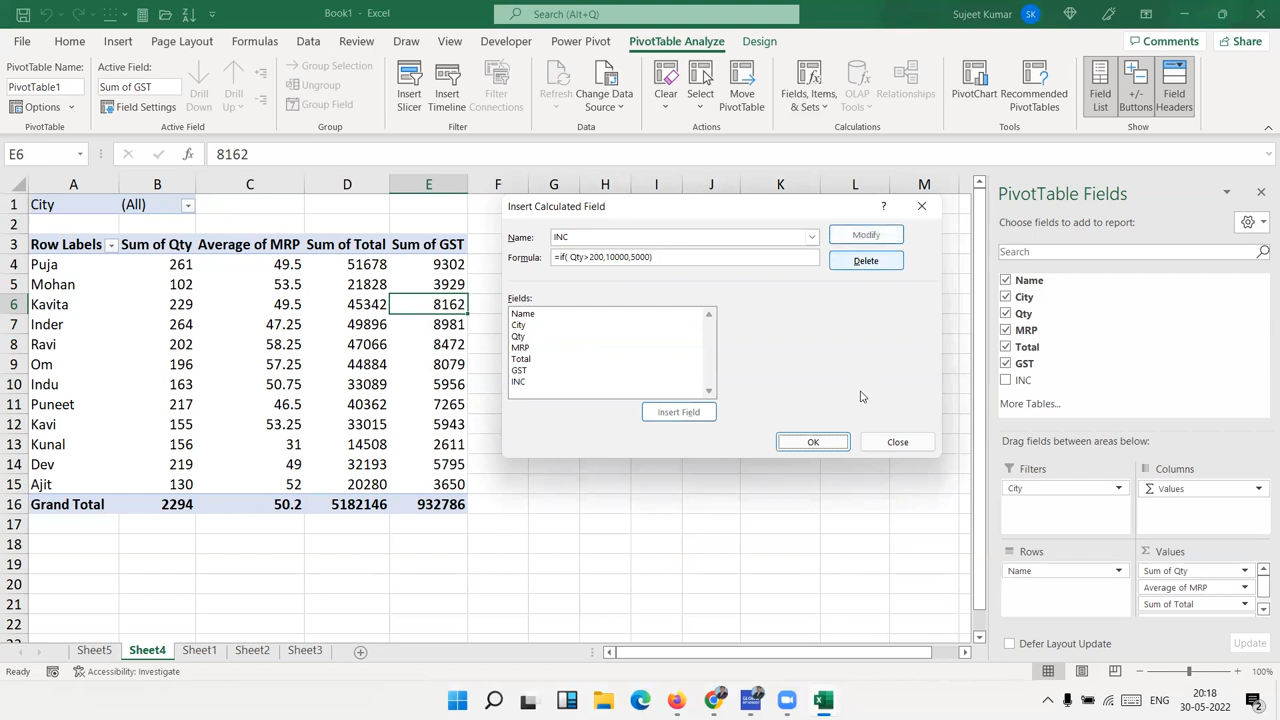 Book1 - Excel
Search (Alt+Q)
Sujeet Kumar
SK
File Home Insert Page Layout Formulas Data Review View Developer Power Pivot PivotTable Analyze Design
Comments
Share
PivotTable Name:
PivotTable1
Options
PivotTable
Active Field:
Sum of GST
Field Settings
Drill Down
Drill Up
Active Field
Group Selection
Ungroup
Group Field
Group
Insert Slicer
Insert Timeline
Filter Connections
Filter
Refresh
Change Data Source
Data
Clear
Select
Move PivotTable
Actions
Fields, Items, & Sets
OLAP Tools
Relationships
Calculations
PivotChart
Recommended PivotTables
Tools
Field List
+/- Buttons
Field Headers
Show
E6
fx
8162
A B C D E F G H I J K L M
1 City (All)
2
3 Row Labels Sum of Qty Average of MRP Sum of Total Sum of GST
4 Puja 261 49.5 51678 9302
5 Mohan 102 53.5 21828 3929
6 Kavita 229 49.5 45342 8162
7 Inder 264 47.25 49896 8981
8 Ravi 202 58.25 47066 8472
9 Om 196 57.25 44884 8079
10 Indu 163 50.75 33089 5956
11 Puneet 217 46.5 40362 7265
12 Kavi 155 53.25 33015 5943
13 Kunal 156 31 14508 2611
14 Dev 219 49 32193 5795
15 Ajit 130 52 20280 3650
16 Grand Total 2294 50.2 5182146 932786
17
18
19
20
21
22
Insert Calculated Field
?
Name: INC
Modify
Formula: =if( Qty>200,10000,5000)
Delete
Fields:
Name
City
Qty
MRP
Total
GST
INC
Insert Field
OK
Close
PivotTable Fields
Choose fields to add to report:
Search
Name
City
Qty
MRP
Total
GST
INC
More Tables...
Drag fields between areas below:
Filters
City
Columns
Σ Values
Rows
Name
Σ Values
Sum of Qty
Average of MRP
Sum of Total
Defer Layout Update
Update
Sheet5 Sheet4 Sheet1 Sheet2 Sheet3
Ready
Accessibility: Investigate
100%
ENG
20:18
30-05-2022
2